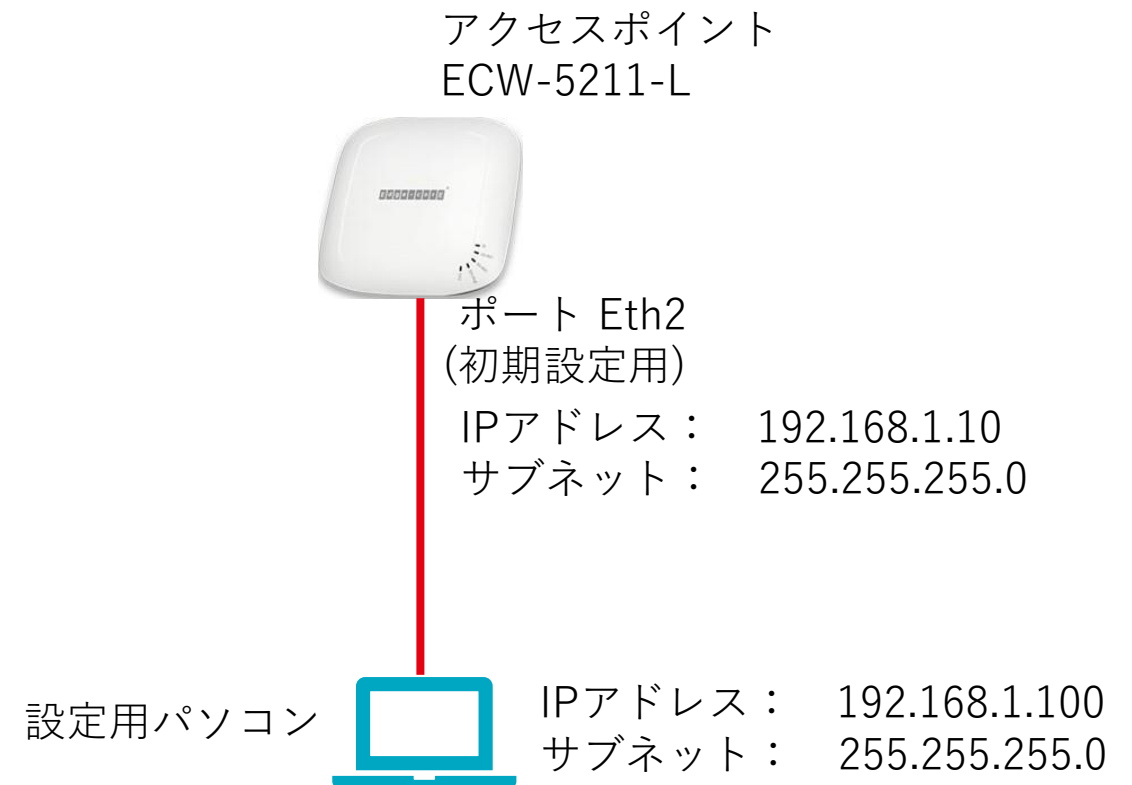 アクセスポイント
ECW-5211-L
ポート Eth2
(初期設定用)
IPアドレス： 192.168.1.10
サブネット： 255.255.255.0
設定用パソコン
IPアドレス： 192.168.1.100
サブネット： 255.255.255.0